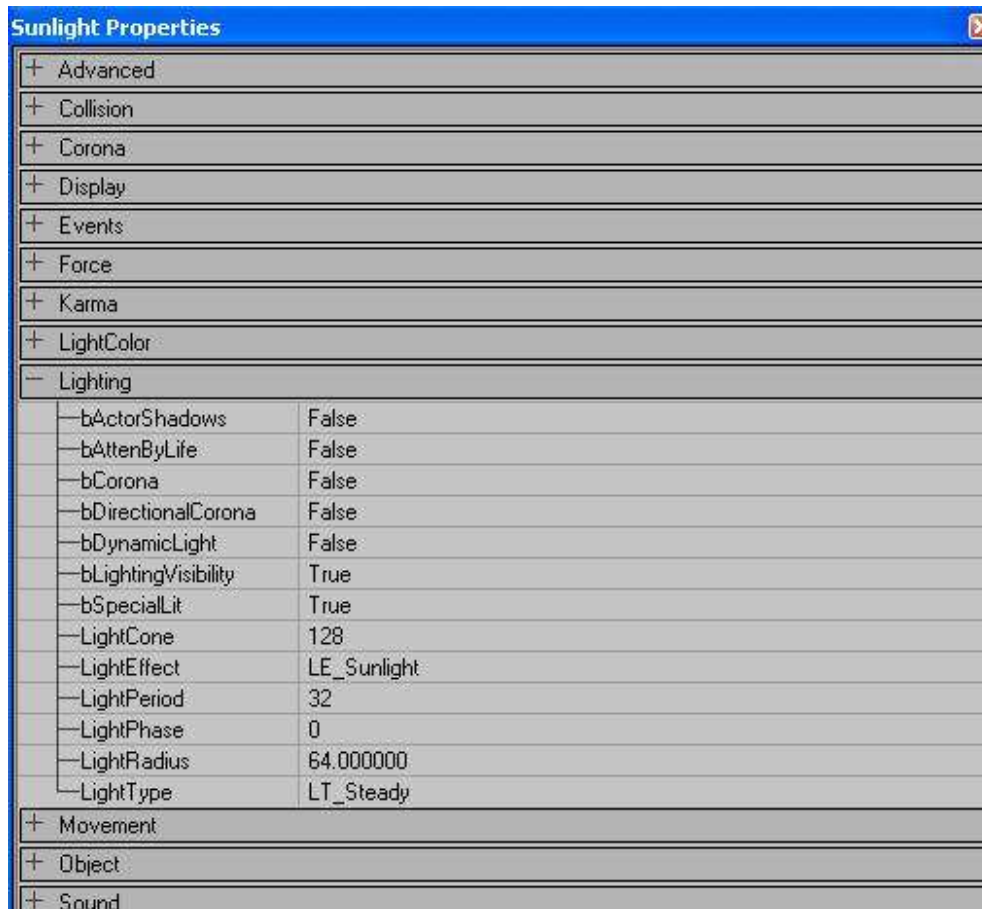 Sunlight Properties
+ Advanced
+ Collision
+ Corona
+ Display
+ Events
+ Force
+ Karma
+ LightColor
- Lighting
bActorShadows False
bAttenByLife False
bCorona False
bDirectionalCorona False
bDynamicLight False
bLightingVisibility True
bSpecialLit True
LightCone 128
LightEffect LE_Sunlight
LightPeriod 32
LightPhase 0
LightRadius 64.000000
LightType LT_Steady
+ Movement
+ Object
+ Sound